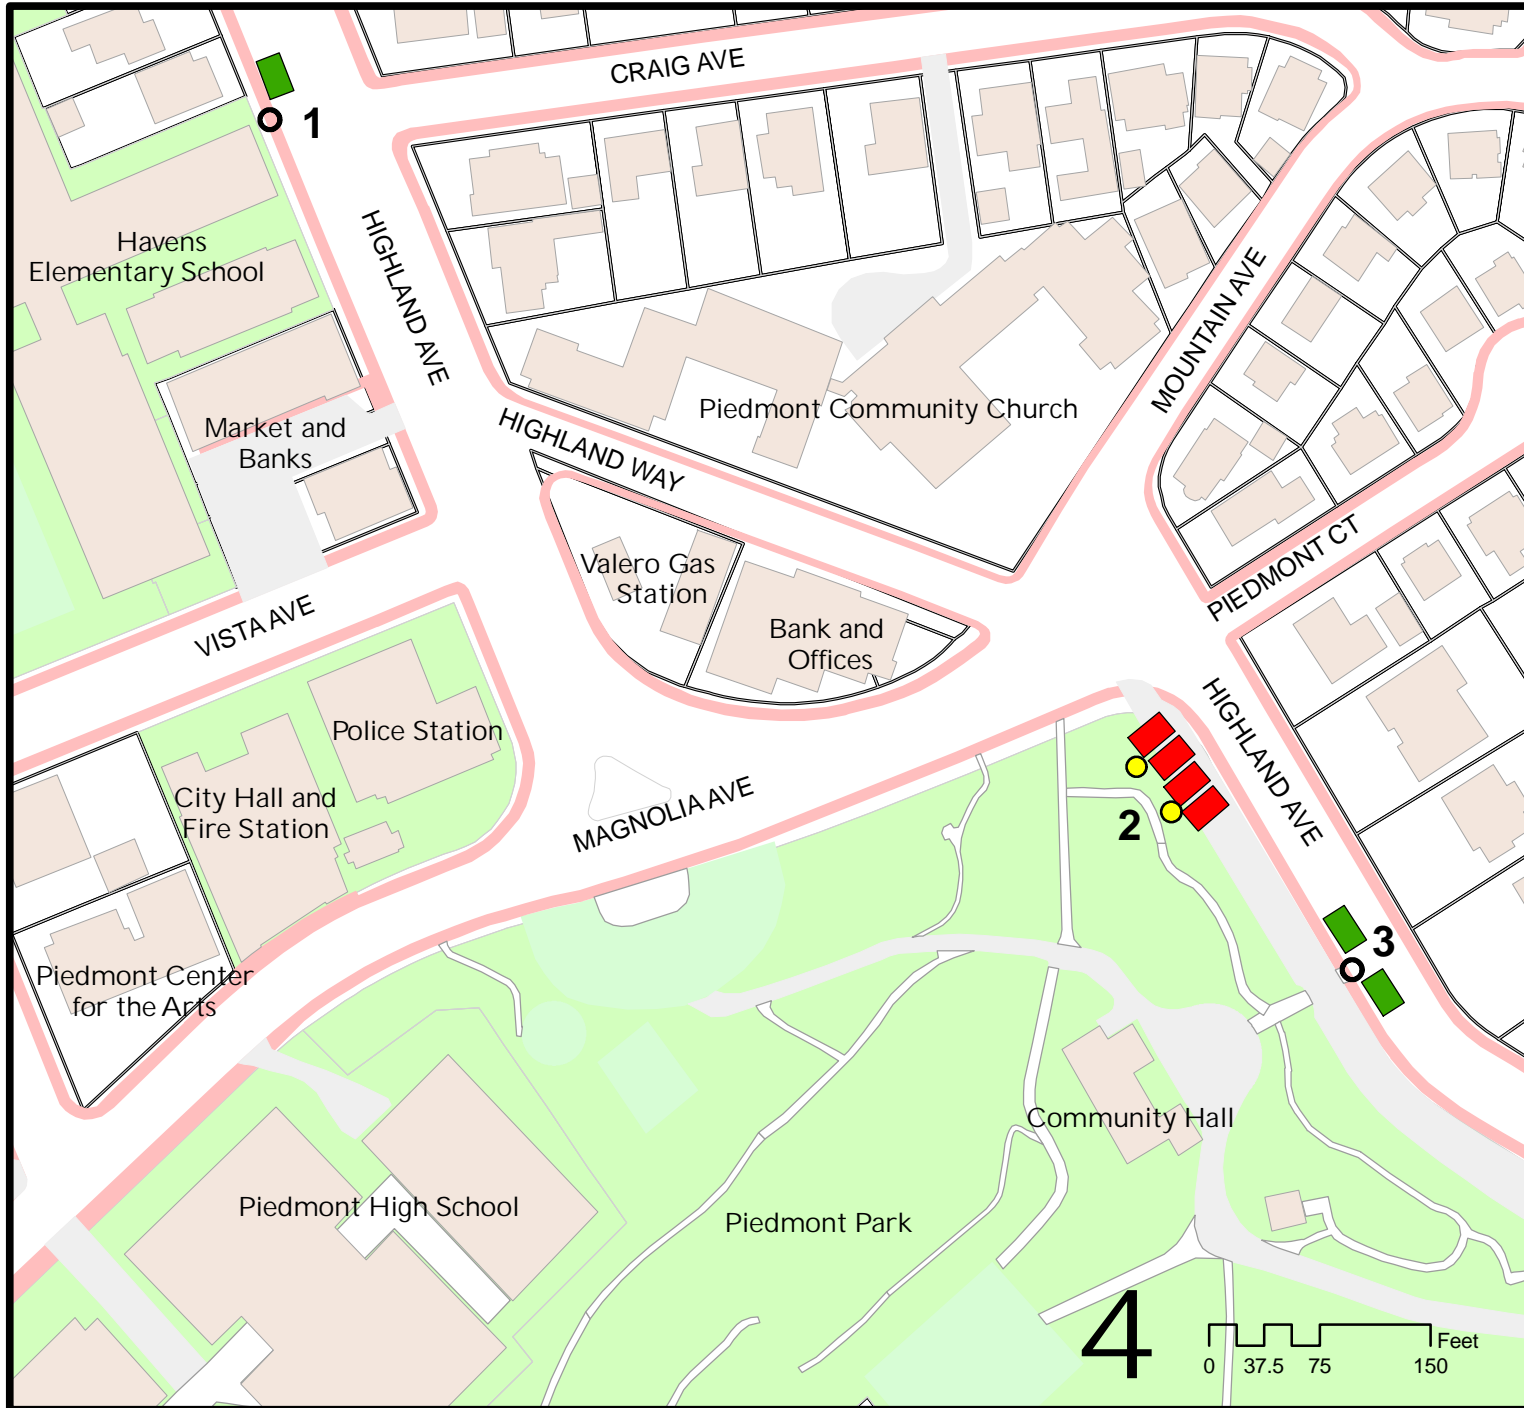 CRAIG AVE
1
HIGHLAND AVE
Havens
Elementary School
MOUNTAIN AVE
Piedmont Community Church
Market and
Banks
HIGHLAND WAY
Valero Gas
Station
PIEDMONT CT
VISTA AVE
Bank and
Offices
HIGHLAND AVE
Police Station
City Hall and
Fire Station
MAGNOLIA AVE
2
3
Piedmont Center
for the Arts
Community Hall
Piedmont High School
Piedmont Park
4
Feet
0 37.5 75 150